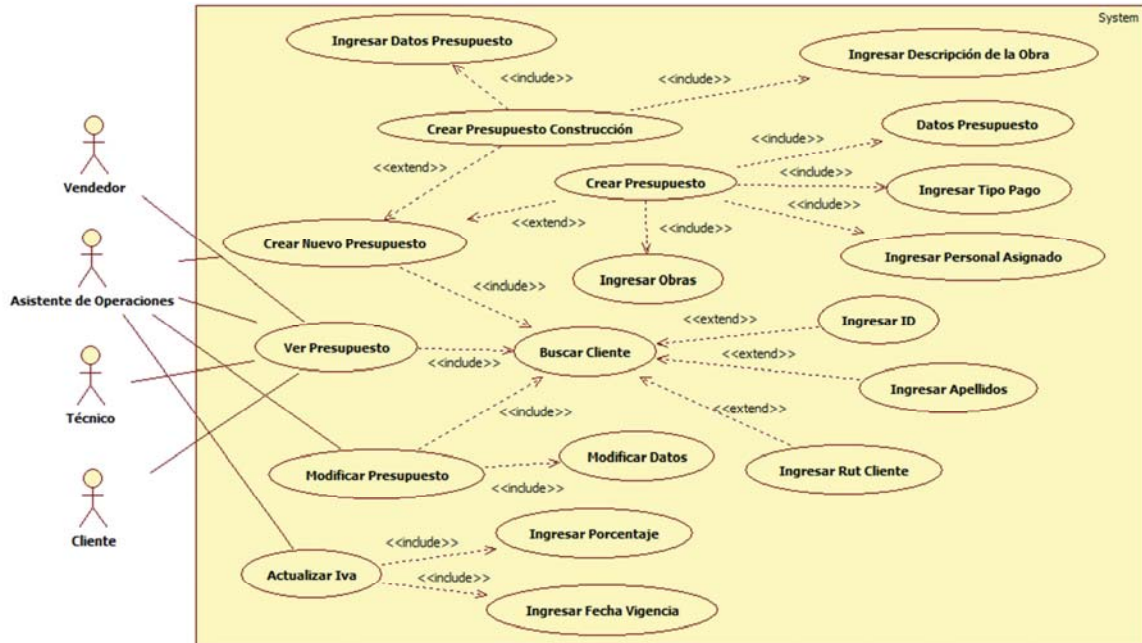 System
Ingresar Datos Presupuesto
Ingresar Descripción de la Obra
<<include>>
<<include>>
Crear Presupuesto Construcción
Datos Presupuesto
<<include>>
Vendedor
<<extend>>
Crear Presupuesto
<<include>>
Ingresar Tipo Pago
<<include>>
<<extend>>
<<include>>
Crear Nuevo Presupuesto
Ingresar Personal Asignado
Ingresar Obras
<<include>>
Asistente de Operaciones
<<extend>>
Ingresar ID
Ver Presupuesto
<<include>>
Buscar Cliente
<<extend>>
Ingresar Apellidos
Técnico
<<include>>
<<extend>>
Modificar Presupuesto
<<include>>
Modificar Datos
Ingresar Rut Cliente
Cliente
<<include>>
Ingresar Porcentaje
Actualizar Iva
<<include>>
Ingresar Fecha Vigencia